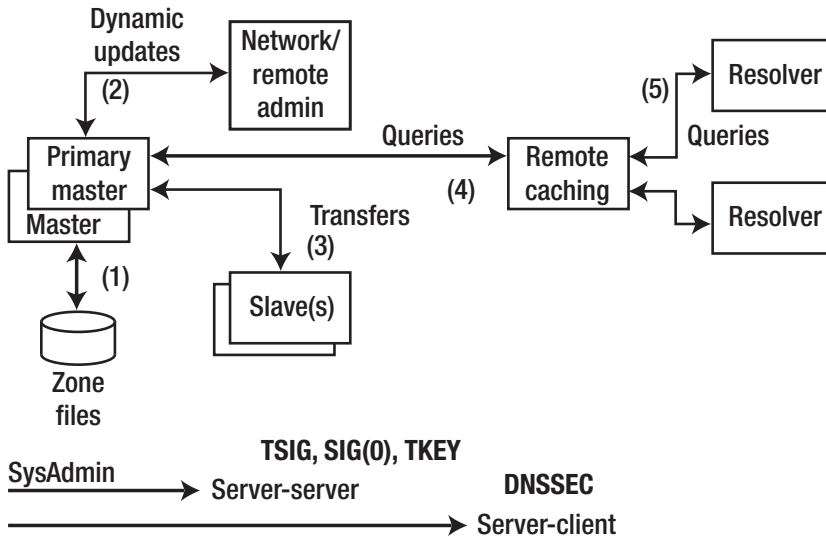 Dynamic
updates
(2)
Network/
remote
admin
(5)
Resolver
Queries
Primary
master
Master
Queries
(4)
Remote
caching
Resolver
Transfers
(3)
(1)
Slave(s)
Zone
files
TSIG, SIG(0), TKEY
SysAdmin
Server-server
DNSSEC
Server-client